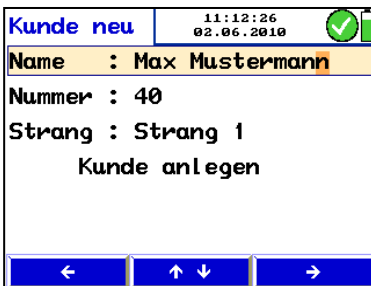 Kunde neu
11:12:26
02.06.2010
Name : Max Mustermann
Nummer : 40
Strang : Strang 1
Kunde anlegen
← ↑ ↓ →